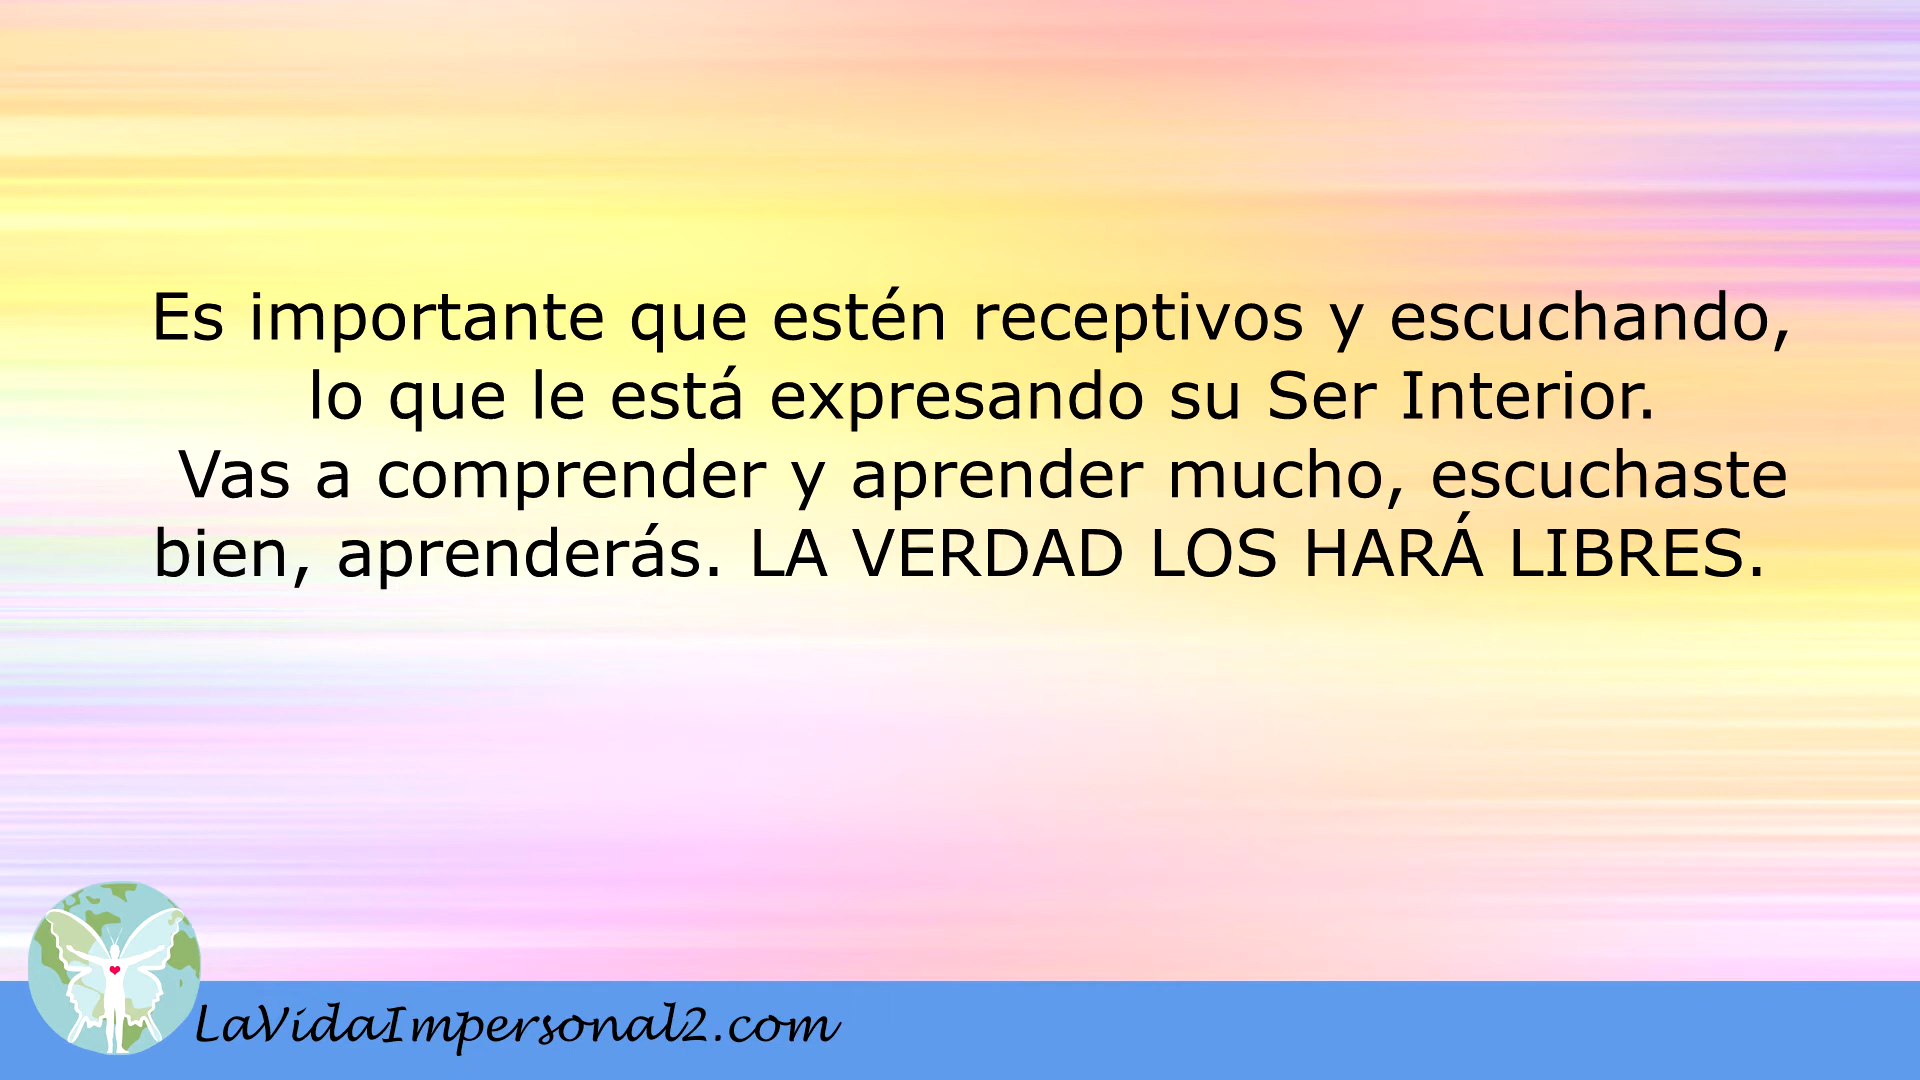 Es importante que estén receptivos y escuchando,
lo que le está expresando su Ser Interior.
Vas a comprender y aprender mucho, escuchaste
bien, aprenderás. LA VERDAD LOS HARÁ LIBRES.
LaVidaImpersonal2.com